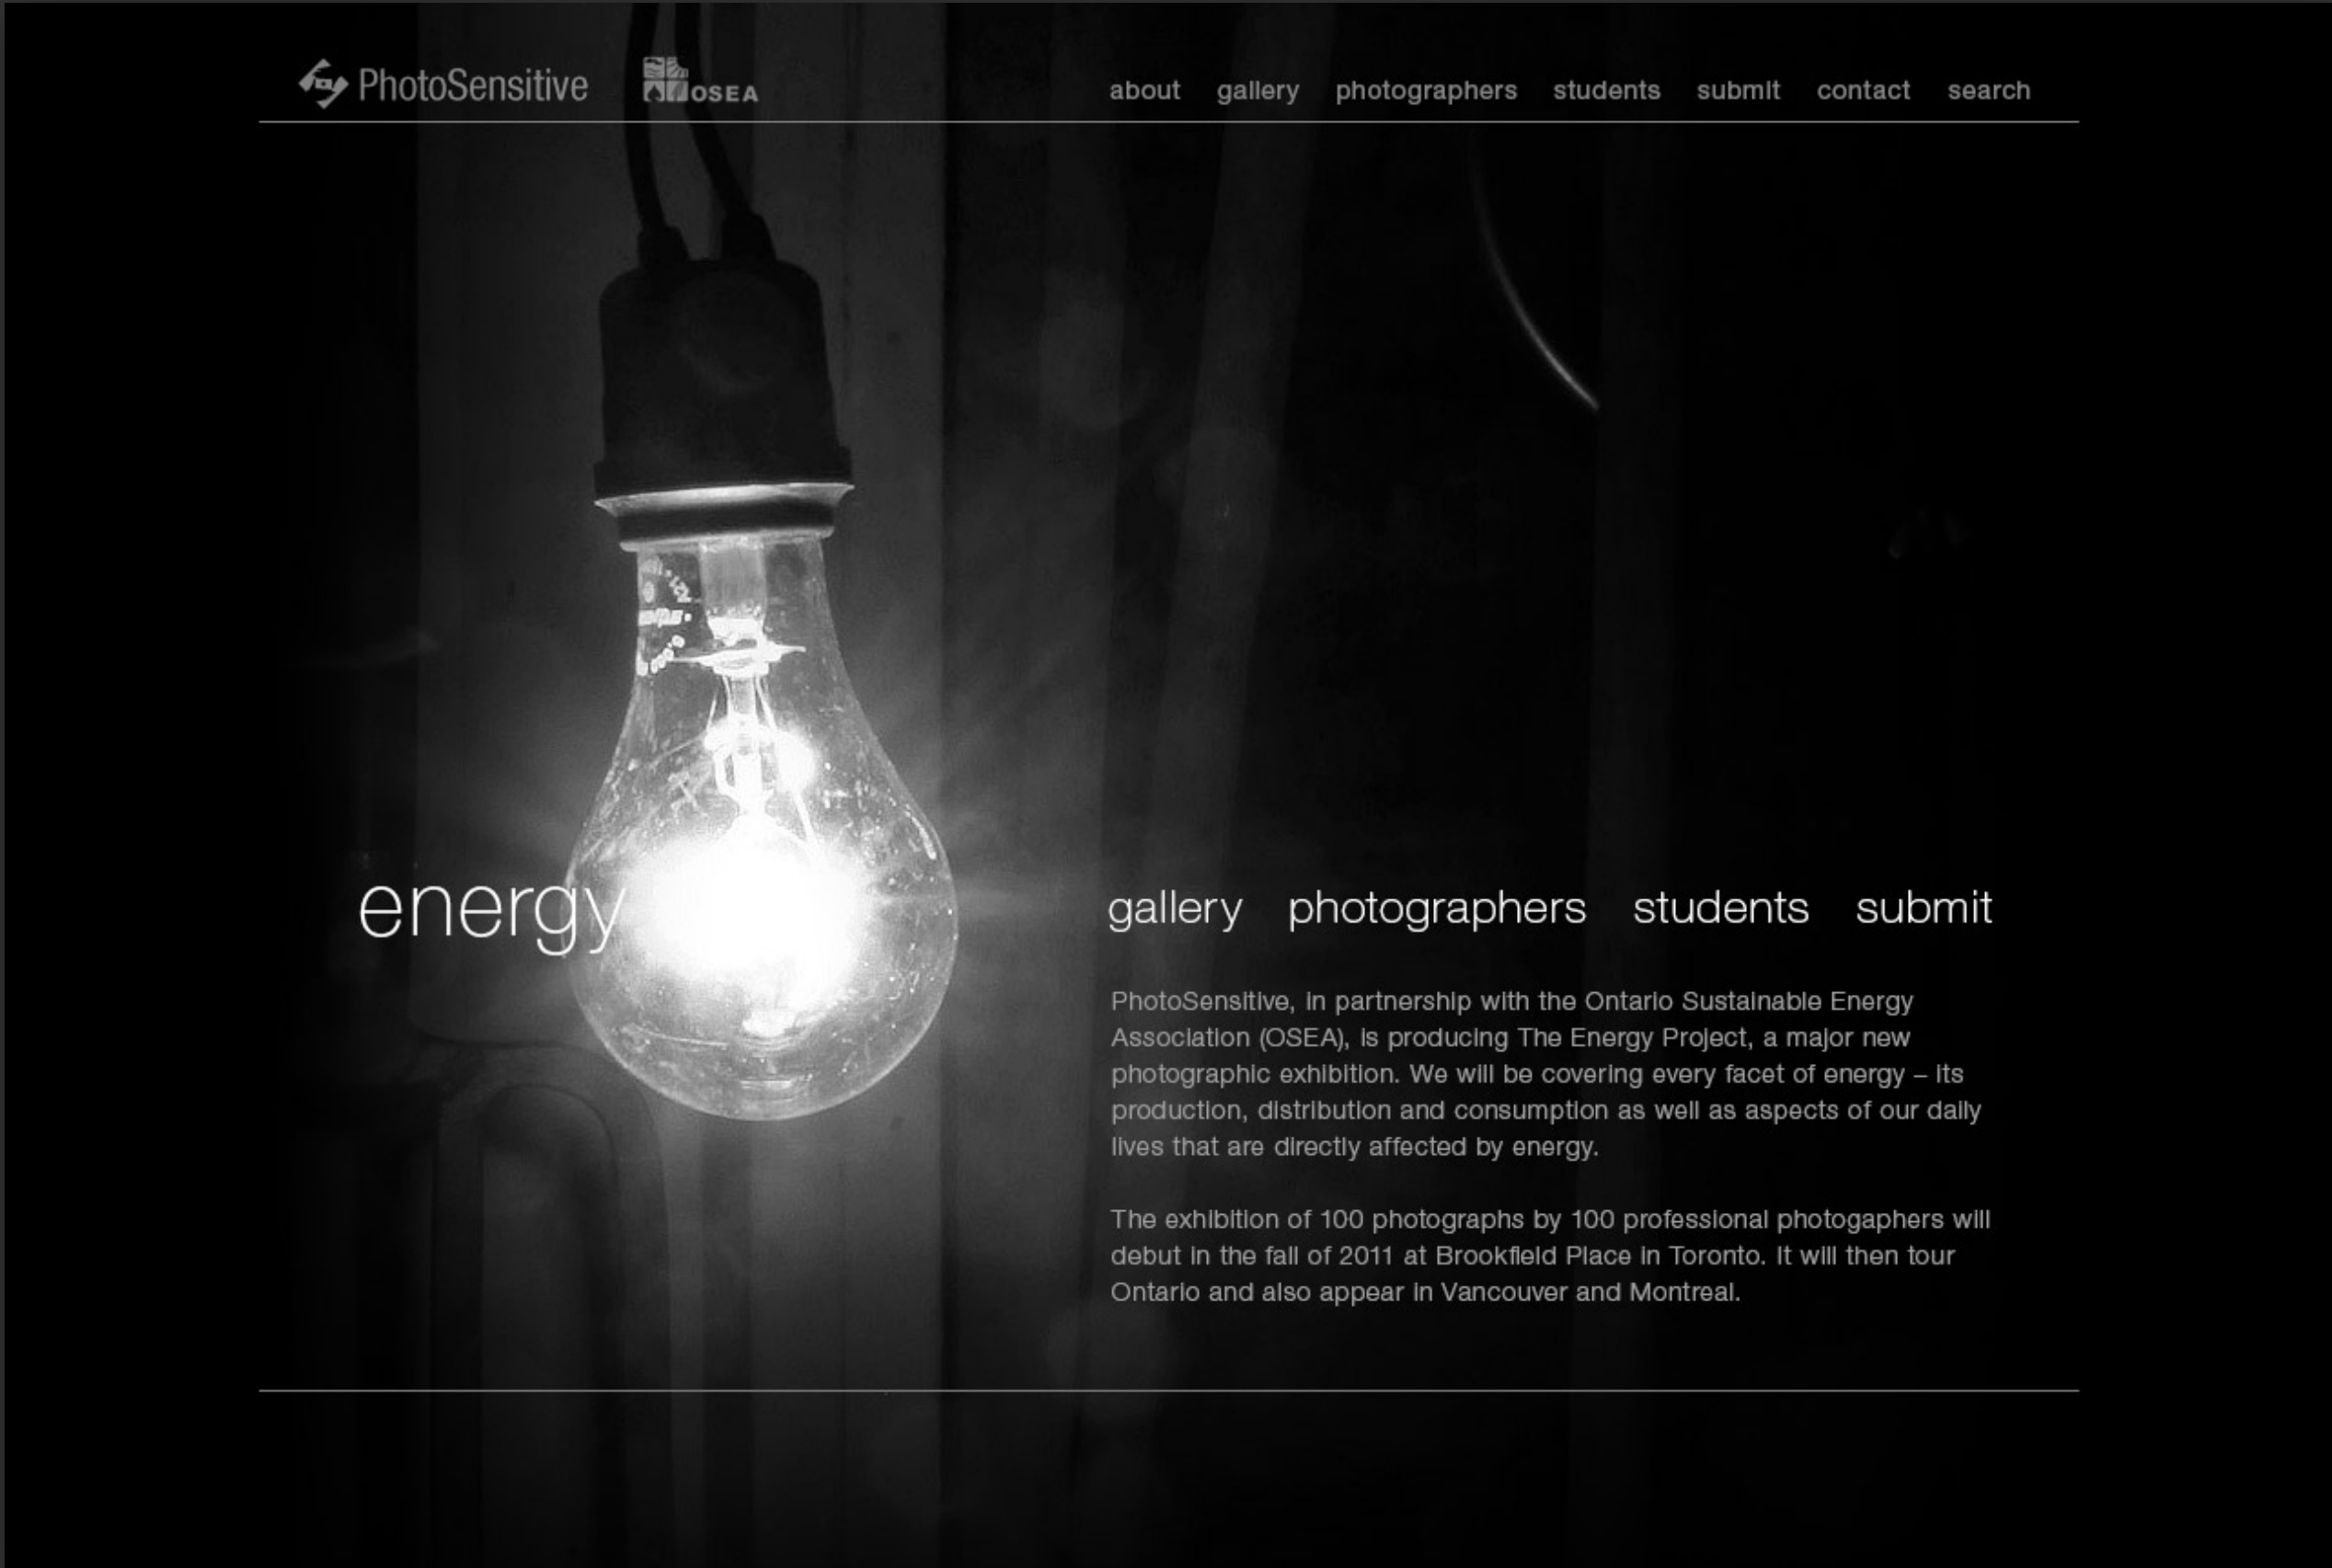 PhotoSensitive
OSEA
about gallery photographers students submit contact search
energy
gallery photographers students submit
PhotoSensitive, in partnership with the Ontario Sustainable Energy
Association (OSEA), is producing The Energy Project, a major new
photographic exhibition. We will be covering every facet of energy – its
production, distribution and consumption as well as aspects of our daily
lives that are directly affected by energy.
The exhibition of 100 photographs by 100 professional photogaphers will
debut in the fall of 2011 at Brookfield Place in Toronto. It will then tour
Ontario and also appear in Vancouver and Montreal.